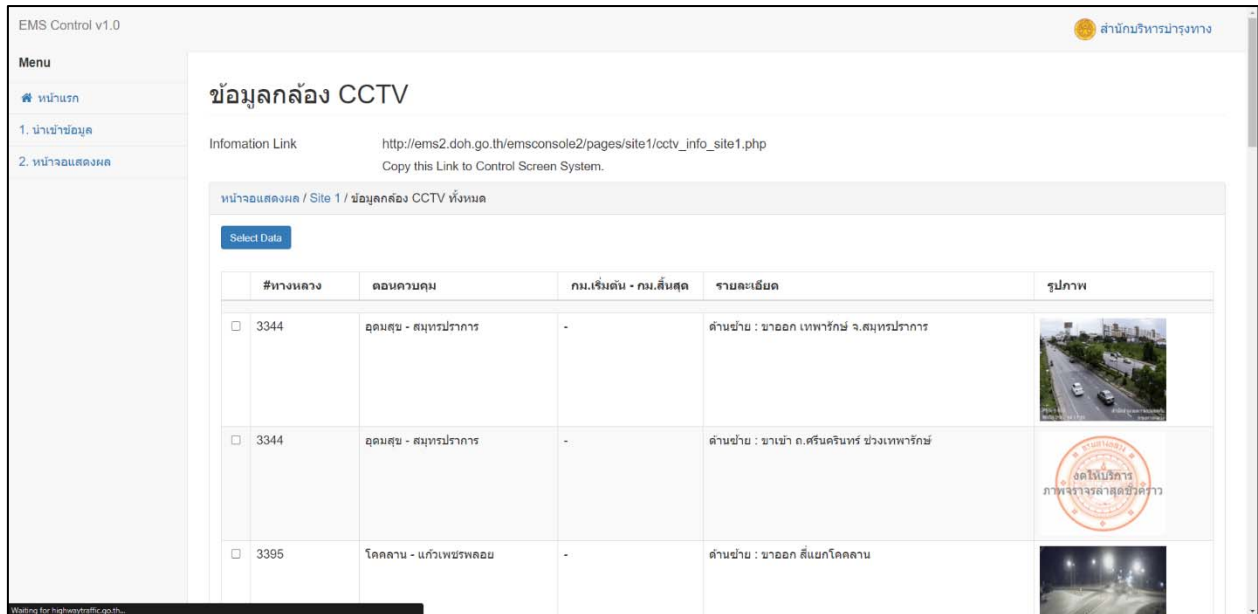 EMS Control v1.0
สำนักบริหารบำรุงทาง
Menu
หน้าแรก
1. นำเข้าข้อมูล
2. หน้าจอแสดงผล
ข้อมูลกล้อง CCTV
Infomation Link
http://ems2.doh.go.th/emsconsole2/pages/site1/cctv_info_site1.php
Copy this Link to Control Screen System.
หน้าจอแสดงผล / Site 1 / ข้อมูลกล้อง CCTV ทั้งหมด
Select Data
#ทางหลวง ตอนควบคุม กม.เริ่มต้น - กม.สิ้นสุด รายละเอียด รูปภาพ
3344 อุดมสุข - สมุทรปราการ - ด้านซ้าย : ขาออก เทพารักษ์ จ.สมุทรปราการ
3344 อุดมสุข - สมุทรปราการ - ด้านซ้าย : ขาเข้า ถ.ศรีนครินทร์ ช่วงเทพารักษ์
งดให้บริการ
ภาพจราจรล่าสุดชั่วคราว
3395 โคคลาน - แก้วเพชรพลอย - ด้านซ้าย : ขาออก สี่แยกโคคลาน
Waiting for highwaytraffic.go.th...